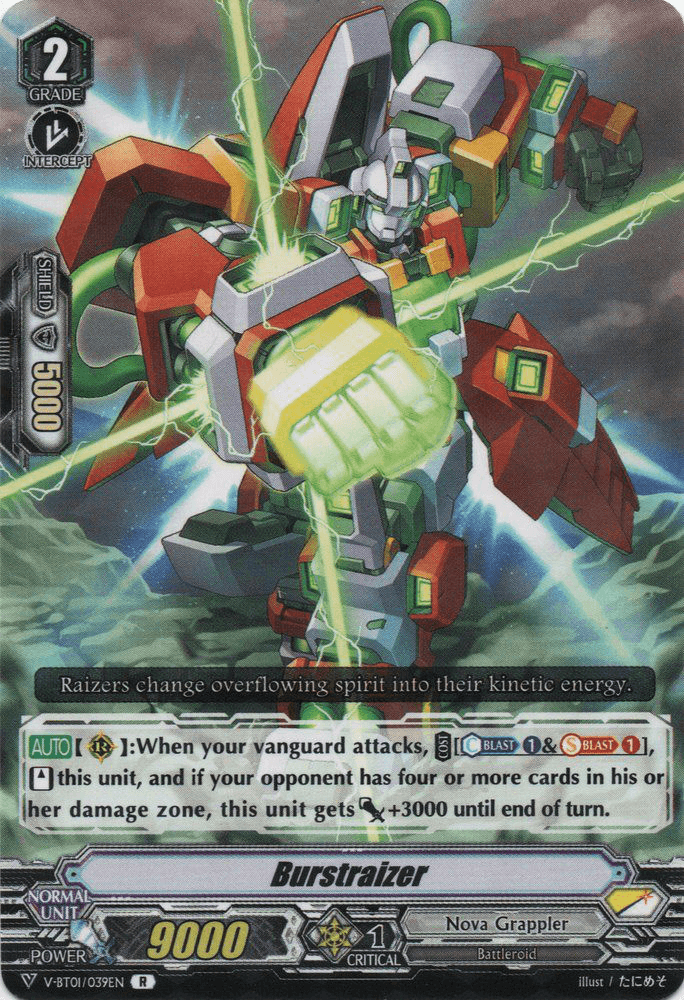 2
GRADE
INTERCEPT
SHIELD
5000
Raizers change overflowing spirit into their kinetic energy.
AUTO[ R ]:When your vanguard attacks, COST[C BLAST 1 & S BLAST 1],
this unit, and if your opponent has four or more cards in his or
her damage zone, this unit gets +3000 until end of turn.
Burstraizer
NORMAL
UNIT
POWER
9000
1
CRITICAL
Nova Grappler
Battleroid
V-BT01/039EN R
illust / たにめそ